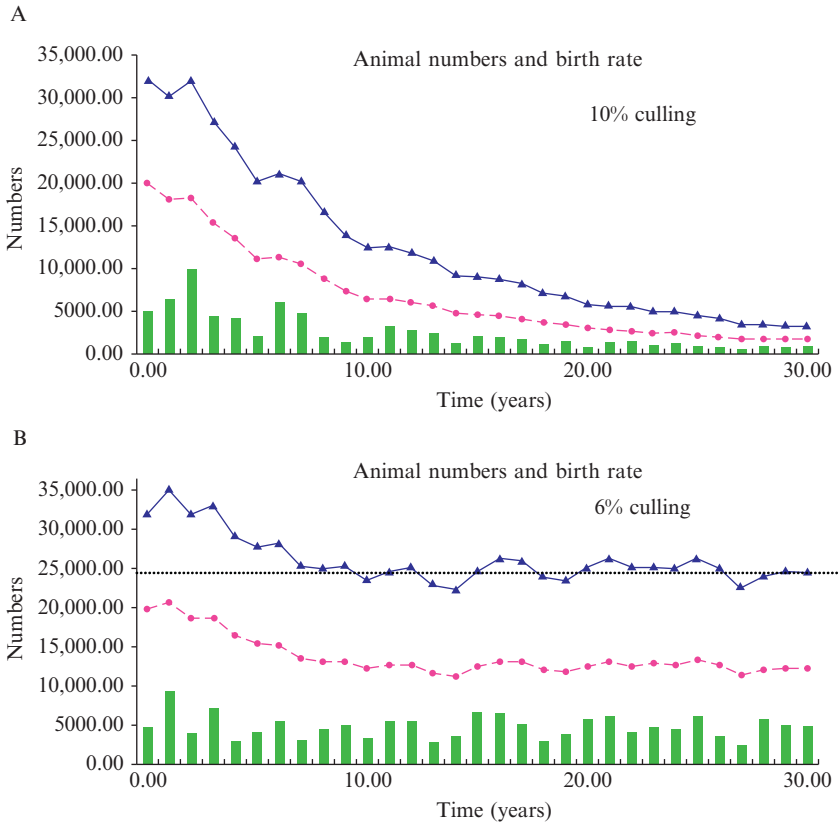 A
Animal numbers and birth rate
10% culling
35,000.00
30,000.00
25,000.00
20,000.00
15,000.00
10,000.00
5000.00
0.00
Numbers
0.00 10.00 20.00 30.00
Time (years)
B
Animal numbers and birth rate
6% culling
35,000.00
30,000.00
25,000.00
20,000.00
15,000.00
10,000.00
5000.00
0.00
Numbers
0.00 10.00 20.00 30.00
Time (years)